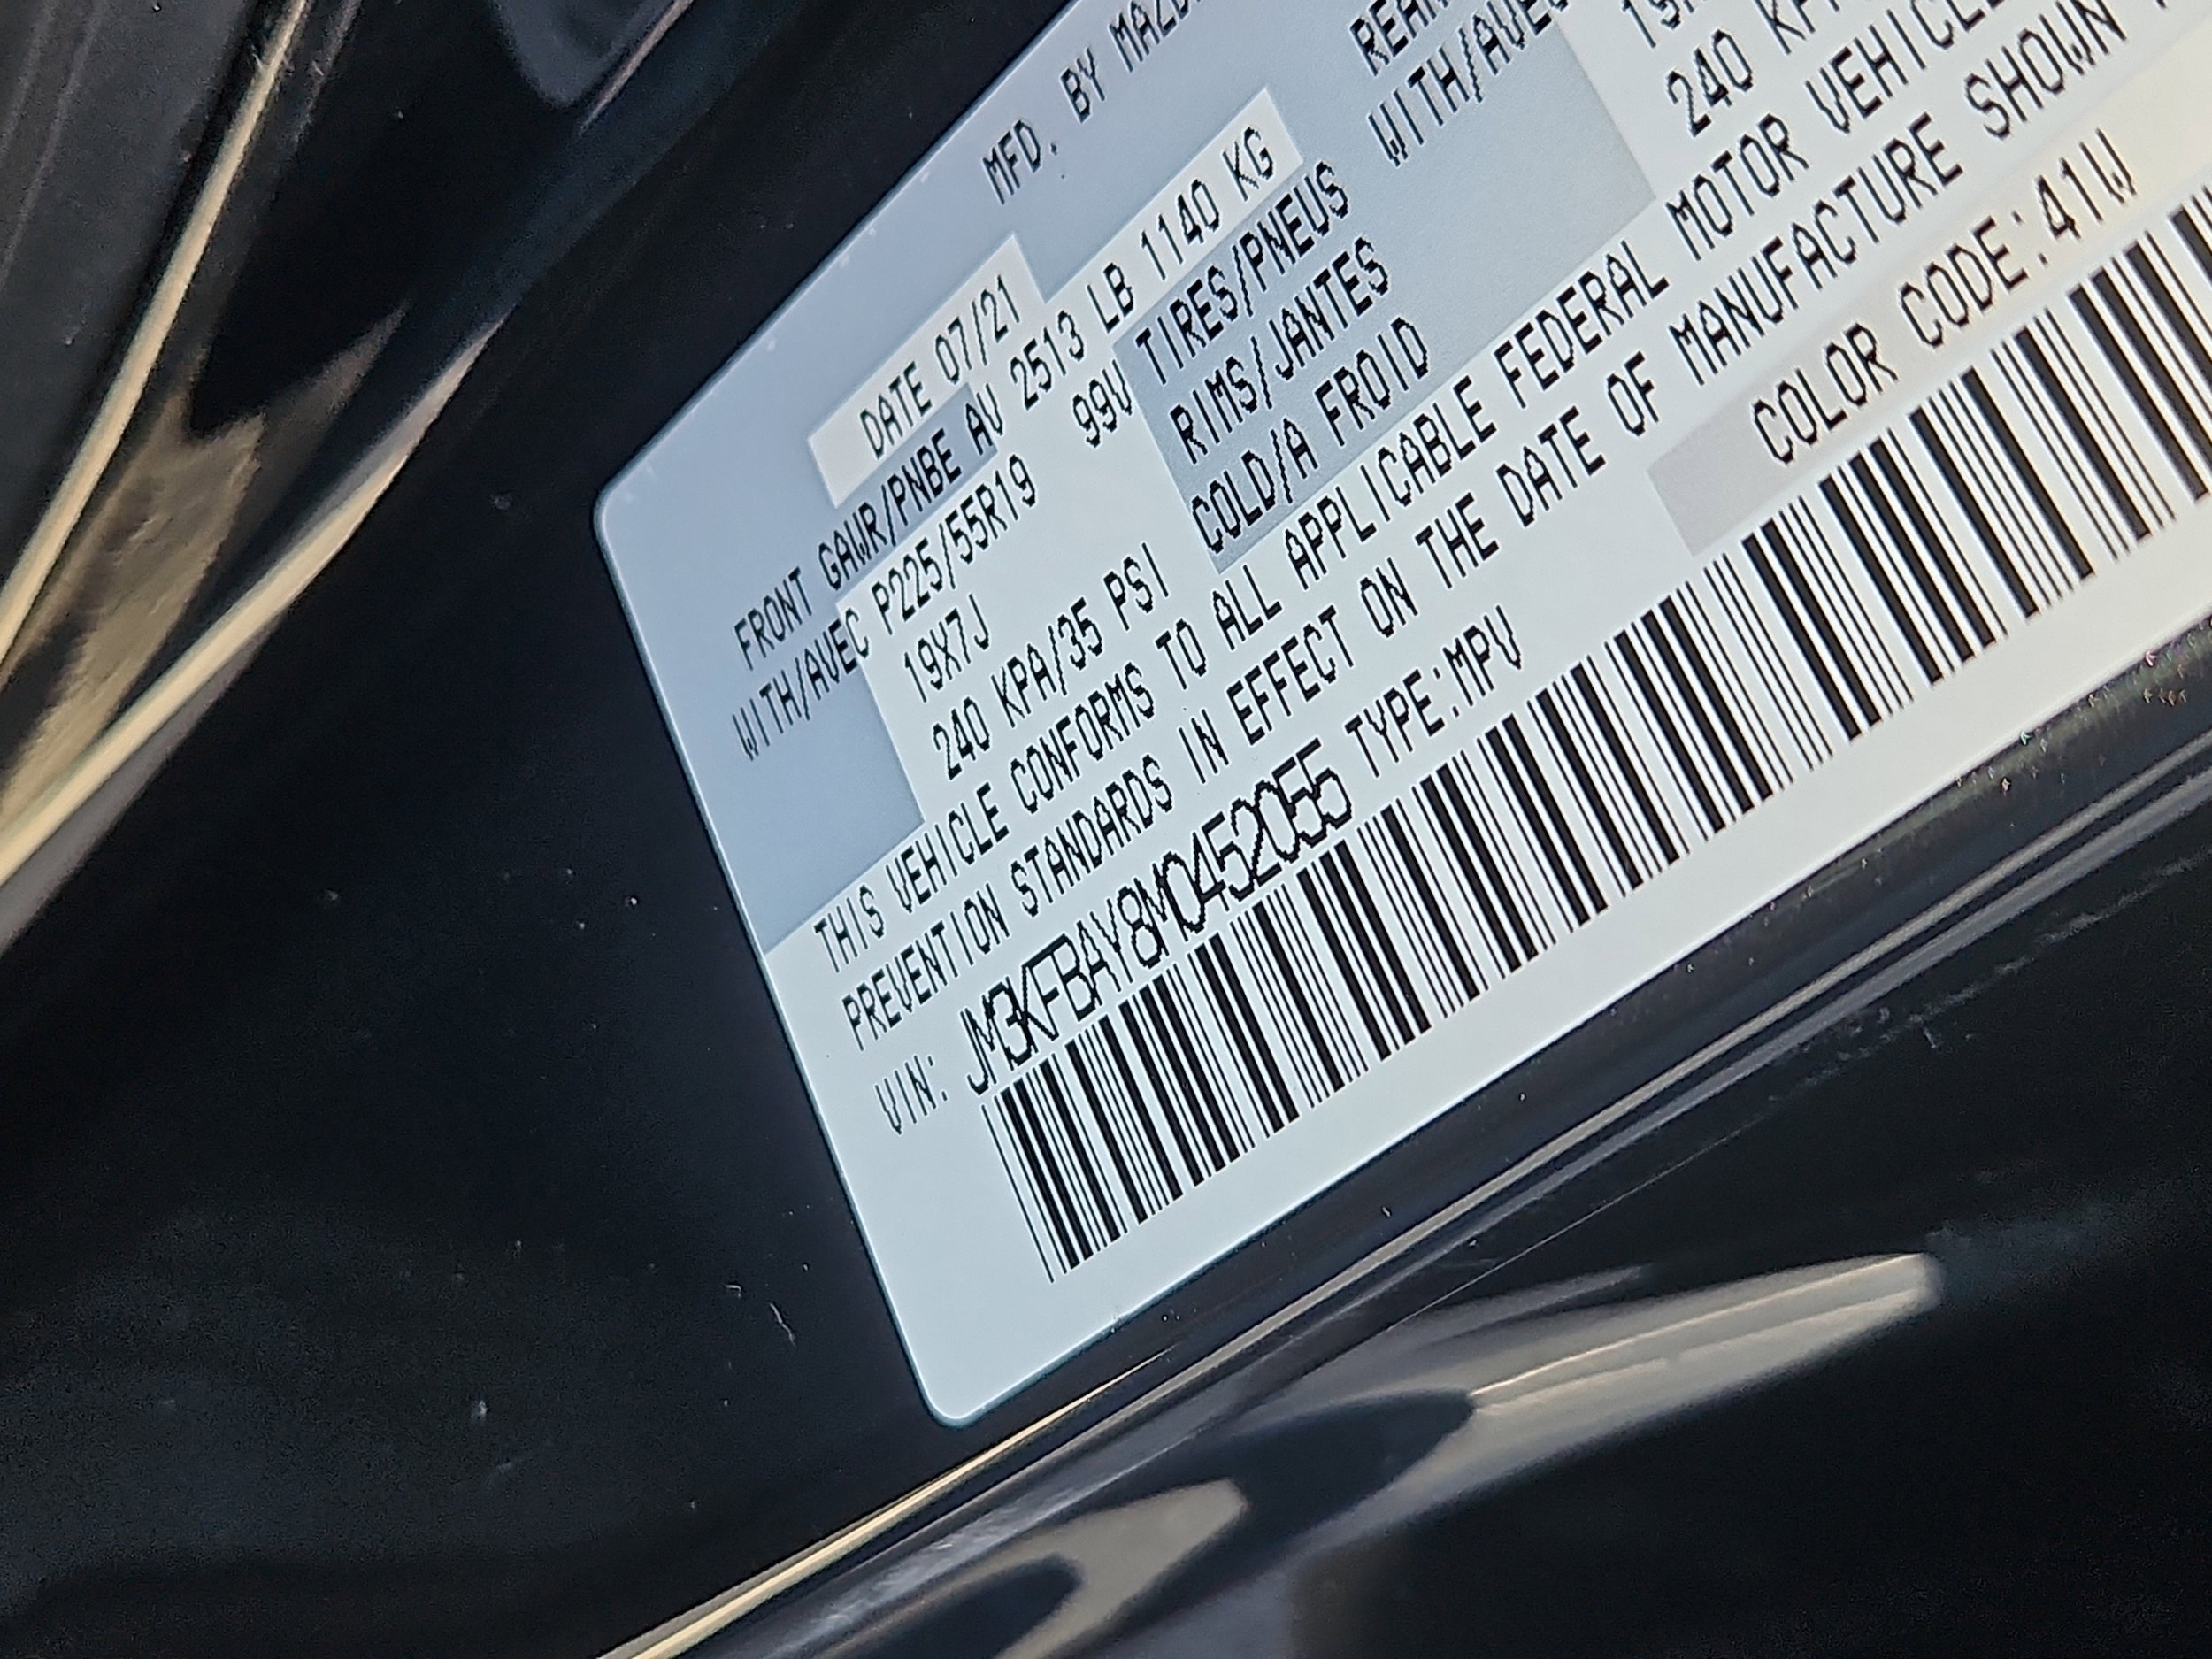 MFD. BY MAZD
DATE 07/21
FRONT GAWR/PNBE AV 2513 LB 1140 KG
WITH/AVEC P225/55R19 99V TIRES/PNEUS WITH/AVEC
19X7J RIMS/JANTES
240 KPA/35 PSI COLD/A FROID 240
THIS VEHICLE CONFORMS TO ALL APPLICABLE FEDERAL MOTOR VEHICLE
PREVENTION STANDARDS IN EFFECT ON THE DATE OF MANUFACTURE SHOWN
VIN: JM3KFBAY8M0452055 TYPE:MPV COLOR CODE:41W